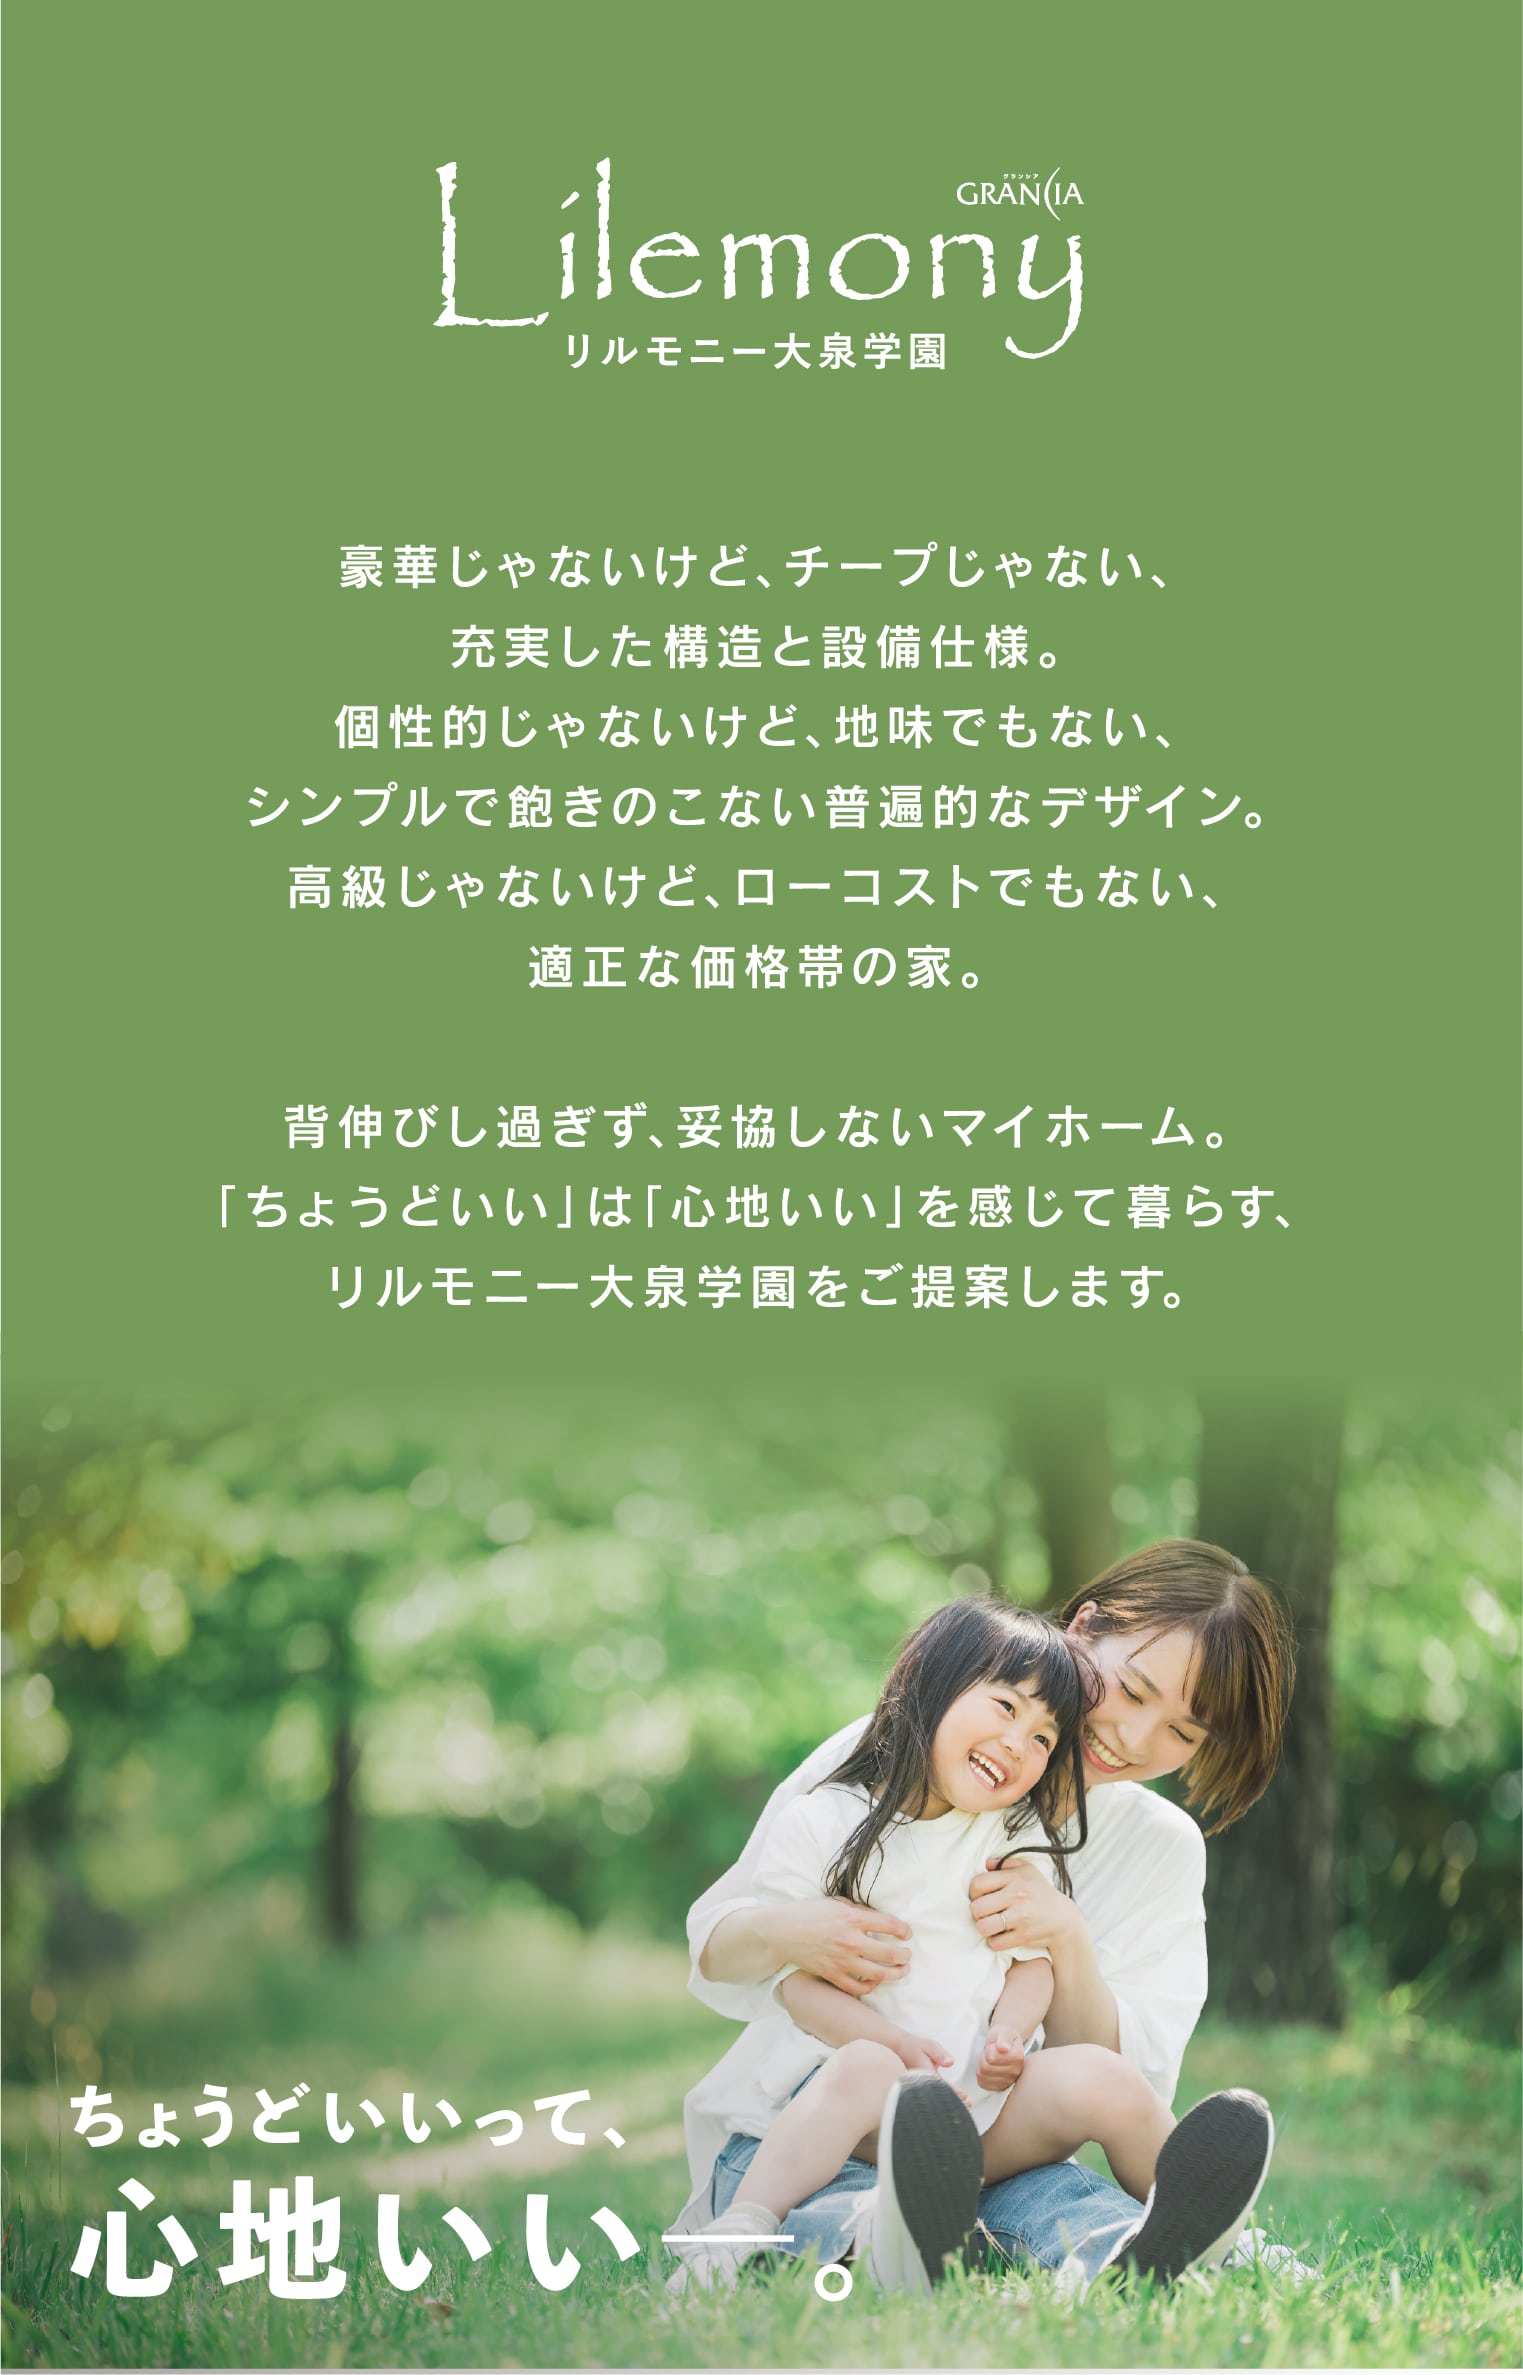 グランシア
GRANCIA
Lilemony
リルモニー大泉学園
豪華じゃないけど、チープじゃない、
充実した構造と設備仕様。
個性的じゃないけど、地味でもない、
シンプルで飽きのこない普遍的なデザイン。
高級じゃないけど、ローコストでもない、
適正な価格帯の家。
背伸びし過ぎず、妥協しないマイホーム。
「ちょうどいい」は「心地いい」を感じて暮らす、
リルモニー大泉学園をご提案します。
ちょうどいいって、
心地いい―。